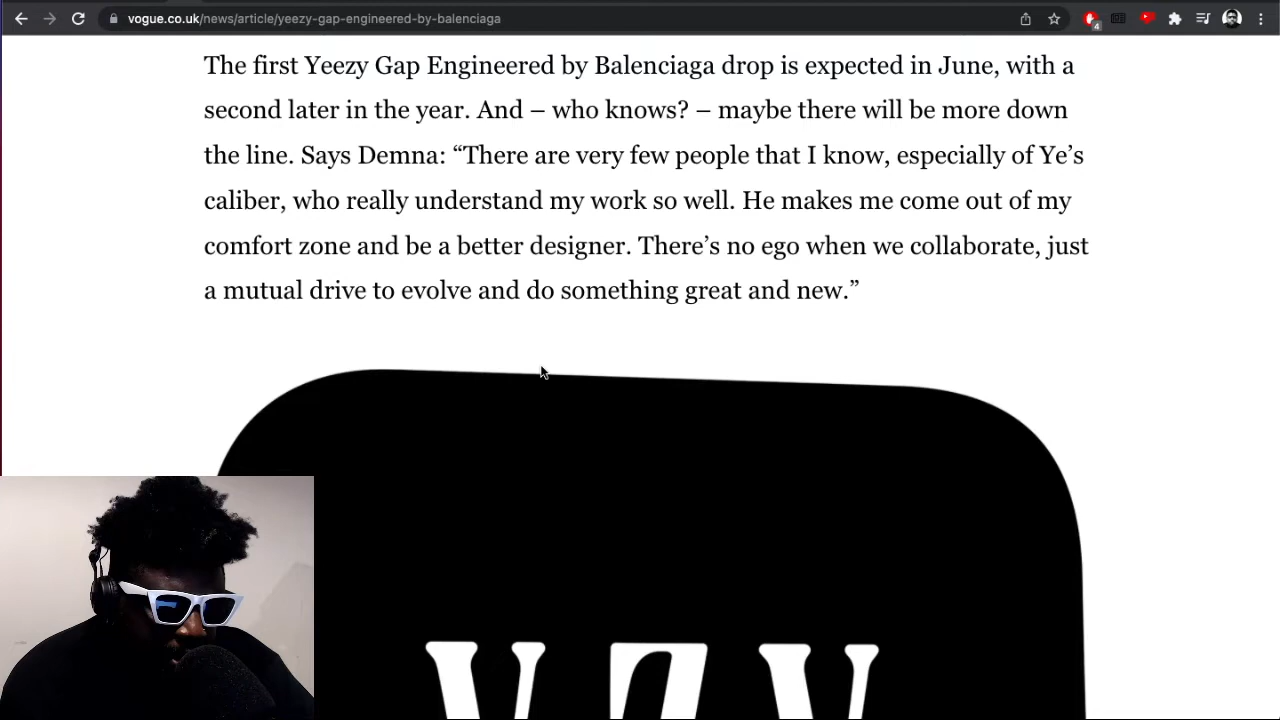 vogue.co.uk/news/article/yeezy-gap-engineered-by-balenciaga
4
The first Yeezy Gap Engineered by Balenciaga drop is expected in June, with a
second later in the year. And – who knows? – maybe there will be more down
the line. Says Demna: “There are very few people that I know, especially of Ye’s
caliber, who really understand my work so well. He makes me come out of my
comfort zone and be a better designer. There’s no ego when we collaborate, just
a mutual drive to evolve and do something great and new.”
YZY